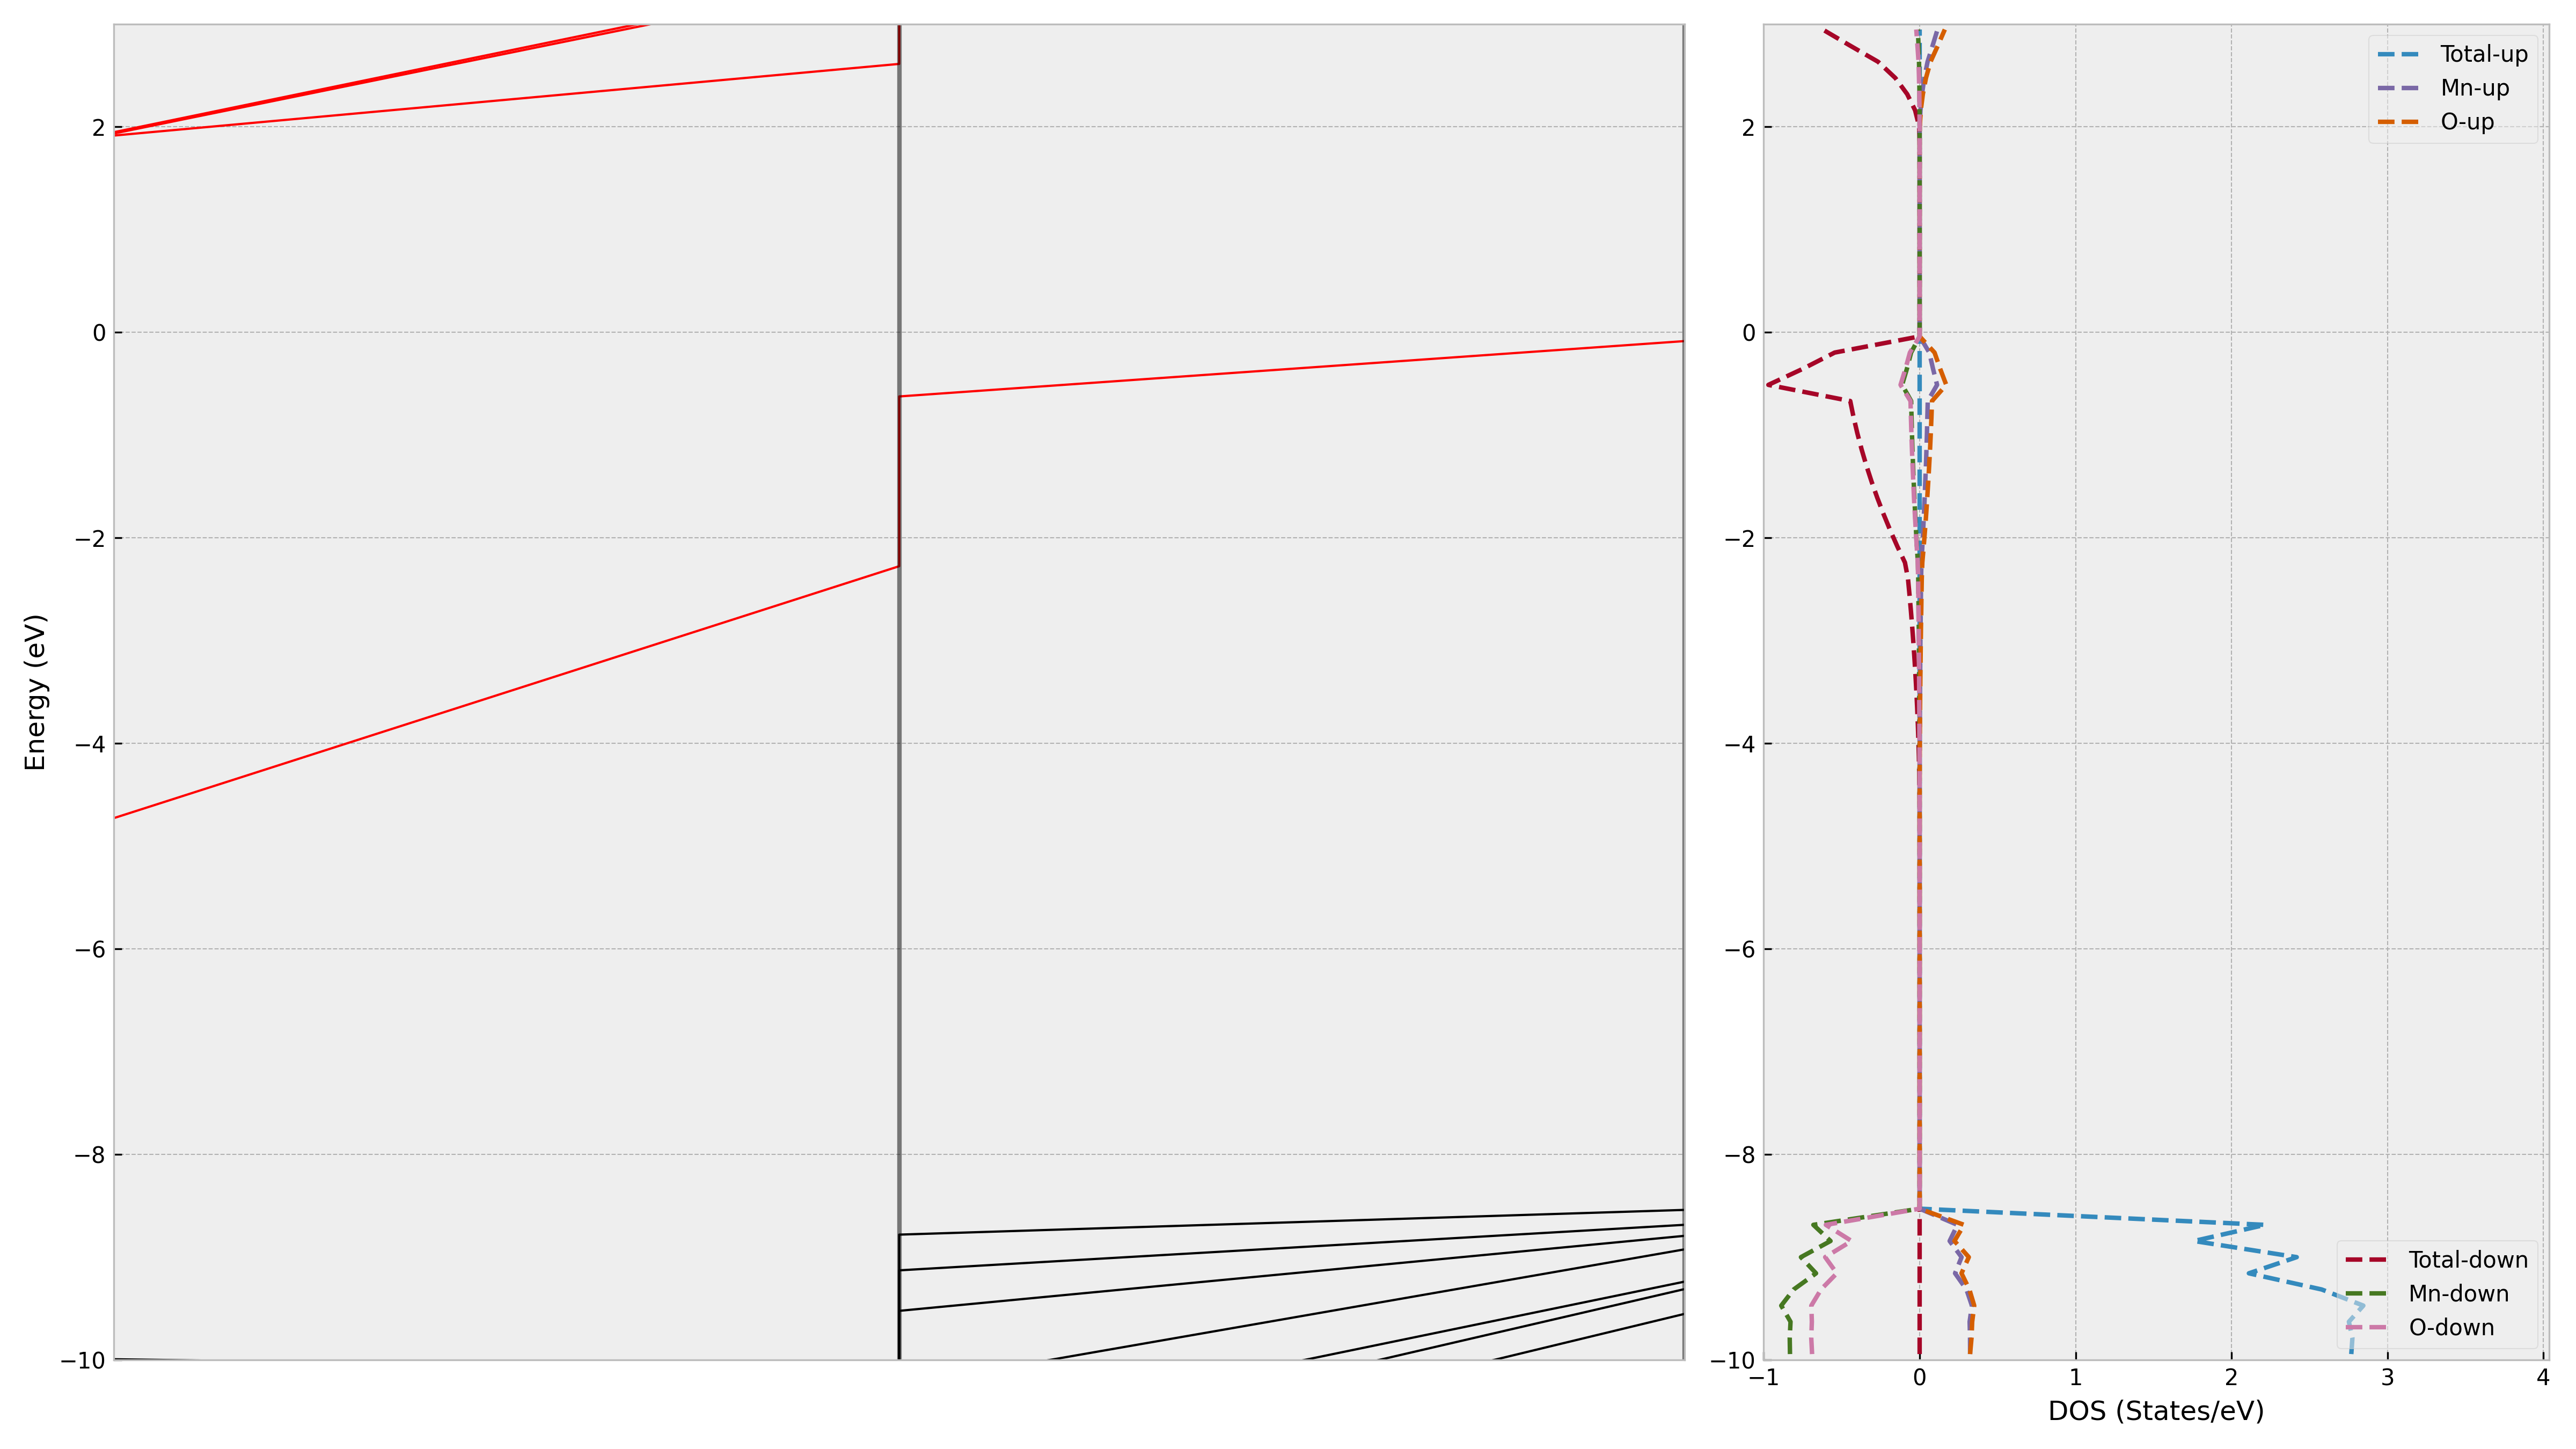 Energy (eV)
2
0
−2
−4
−6
−8
−10
2
0
−2
−4
−6
−8
−10
Total-up
Mn-up
O-up
Total-down
Mn-down
O-down
−1 0 1 2 3 4
DOS (States/eV)